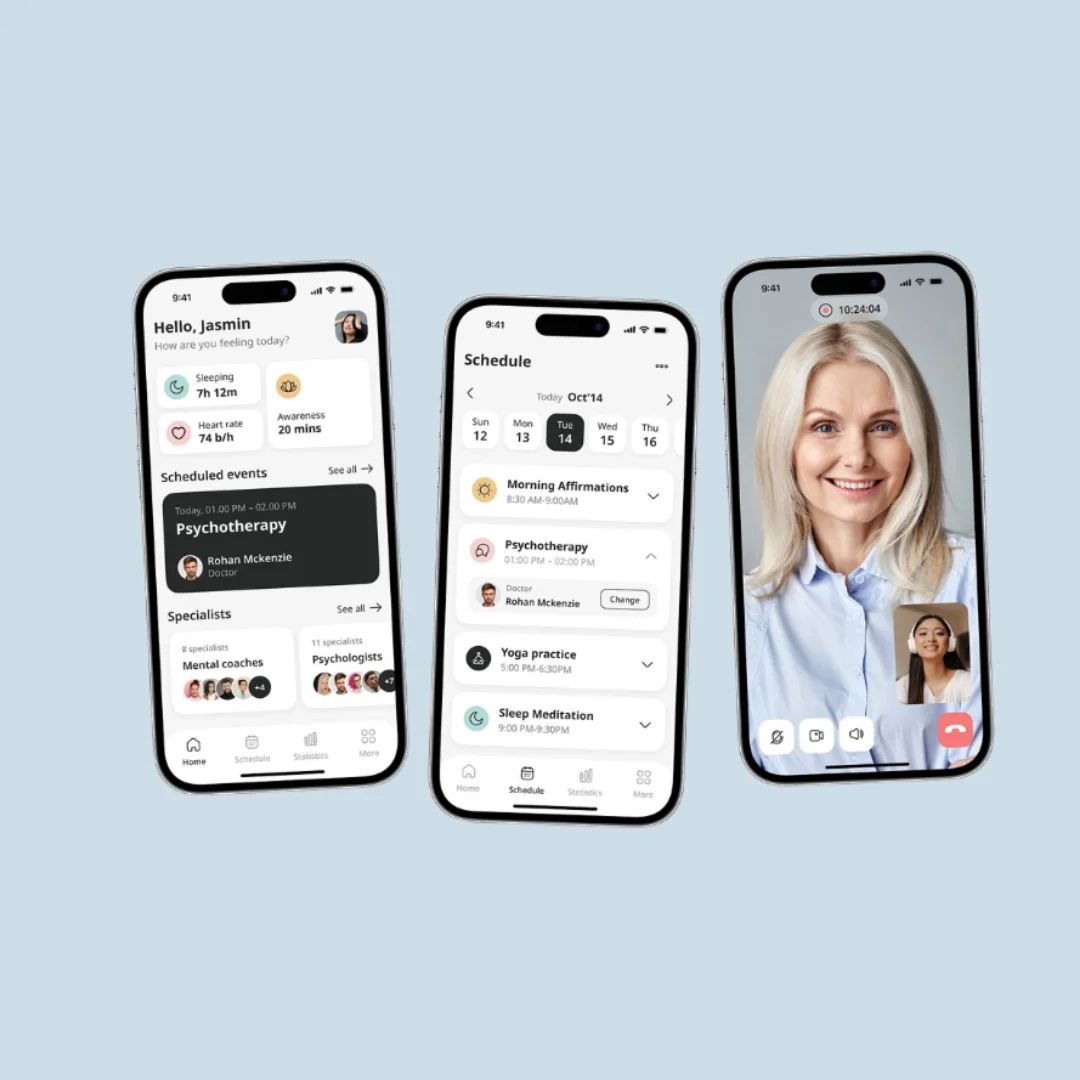 9:41
Hello, Jasmin
How are you feeling today?
Sleeping
7h 12m
Heart rate
74 b/h
Awareness
20 mins
Scheduled events
See all
Today, 01.00 PM – 02.00 PM
Psychotherapy
Rohan Mckenzie
Doctor
Specialists
See all
8 specialists
Mental coaches
+4
11 specialists
Psychologists
+7
Home
Schedule
Statistics
More
9:41
Schedule
Today Oct'14
Sun
12
Mon
13
Tue
14
Wed
15
Thu
16
Morning Affirmations
8:30 AM-9:00AM
Psychotherapy
01:00 PM – 02:00 PM
Doctor
Rohan Mckenzie
Change
Yoga practice
5:00 PM-6:30PM
Sleep Meditation
9:00 PM-9:30PM
Home
Schedule
Statistics
More
9:41
10:24:04